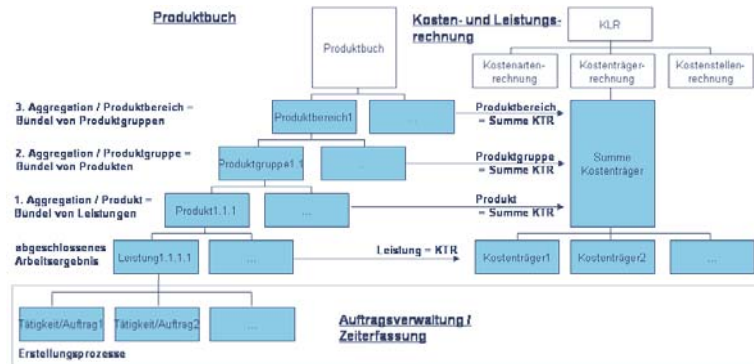 Produktbuch
Kosten- und Leistungs-
rechnung
KLR
Produktbuch
Kostenarten-
rechnung
Kostenträger-
rechnung
Kostenstellen-
rechnung
3. Aggregation / Produktbereich =
Bundel von Produktgruppen
Produktbereich1
...
Produktbereich
= Summe KTR
2. Aggregation / Produktgruppe =
Bundel von Produkten
Produktgruppe1.1
...
Produktgruppe
= Summe KTR
Summe
Kostenträger
1. Aggregation / Produkt =
Bundel von Leistungen
Produkt1.1.1
...
Produkt
= Summe KTR
abgeschlossenes
Arbeitsergebnis
Leistung1.1.1.1
...
Leistung = KTR
Kostenträger1
Kostenträger2
...
Tätigkeit/Auftrag1
Tätigkeit/Auftrag2
...
Auftragsverwaltung /
Zeiterfassung
Erstellungsprozesse